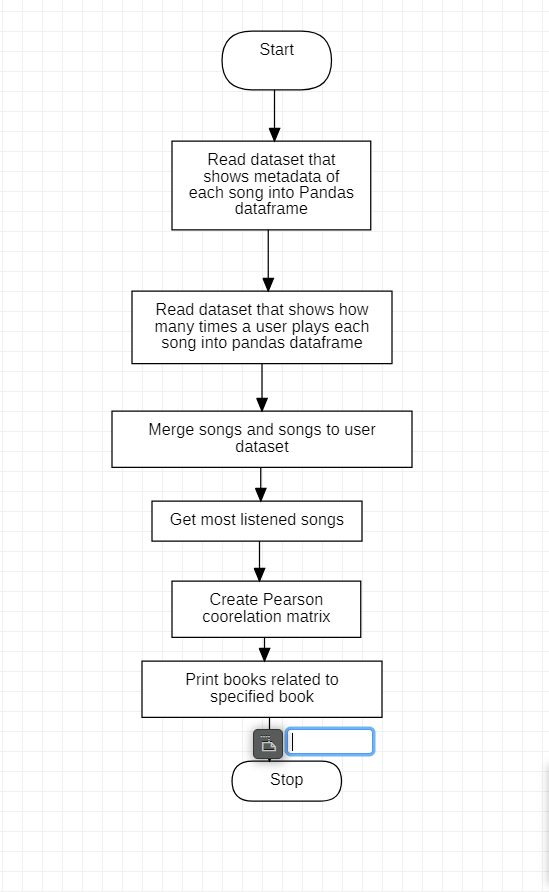 Start
Read dataset that
shows metadata of
each song into Pandas
dataframe
Read dataset that shows how
many times a user plays each
song into pandas dataframe
Merge songs and songs to user
dataset
Get most listened songs
Create Pearson
coorelation matrix
Print books related to
specified book
Stop